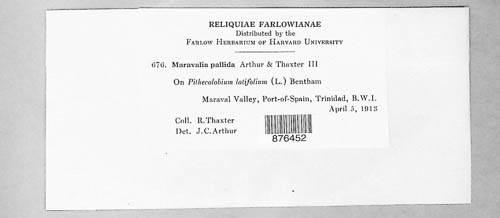 RELIQUIAE FARLOWIANAE
Distributed by the
FARLOW HERBARIUM OF HARVARD UNIVERSITY
676. Maravalia pallida Arthur & Thaxter III
On Pithecolobium latifolium (L.) Bentham
Maraval Valley, Port-of-Spain, Trinidad, B.W.I.
April 5, 1913
Coll. R.Thaxter
Det. J.C.Arthur
876452